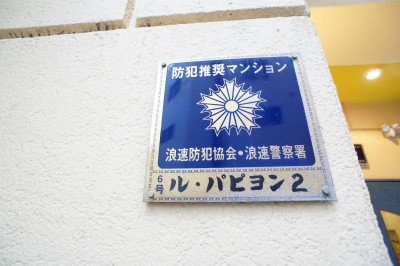 防犯推奨マンション
浪速防犯協会・浪速警察署
6号 ル・パピヨン2